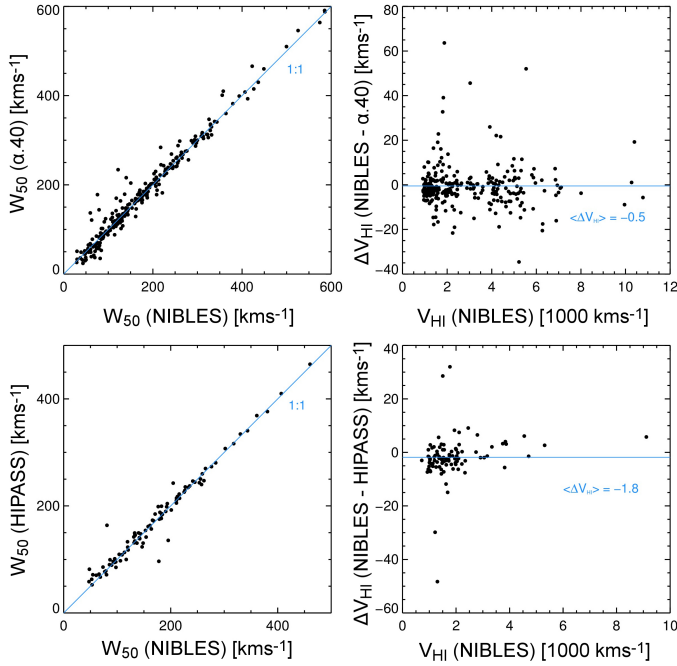 600
400
200
0
W50 (α.40) [kms-1]
1:1
0 200 400 600
W50 (NIBLES) [kms-1]
80
60
40
20
0
−20
−40
ΔVHI (NIBLES - α.40) [kms-1]
<ΔVHI> = −0.5
0 2 4 6 8 10 12
VHI (NIBLES) [1000 kms-1]
400
200
0
W50 (HIPASS) [kms-1]
1:1
0 200 400
W50 (NIBLES) [kms-1]
40
20
0
−20
−40
−60
ΔVHI (NIBLES - HIPASS) [kms-1]
<ΔVHI> = −1.8
0 2 4 6 8 10
VHI (NIBLES) [1000 kms-1]